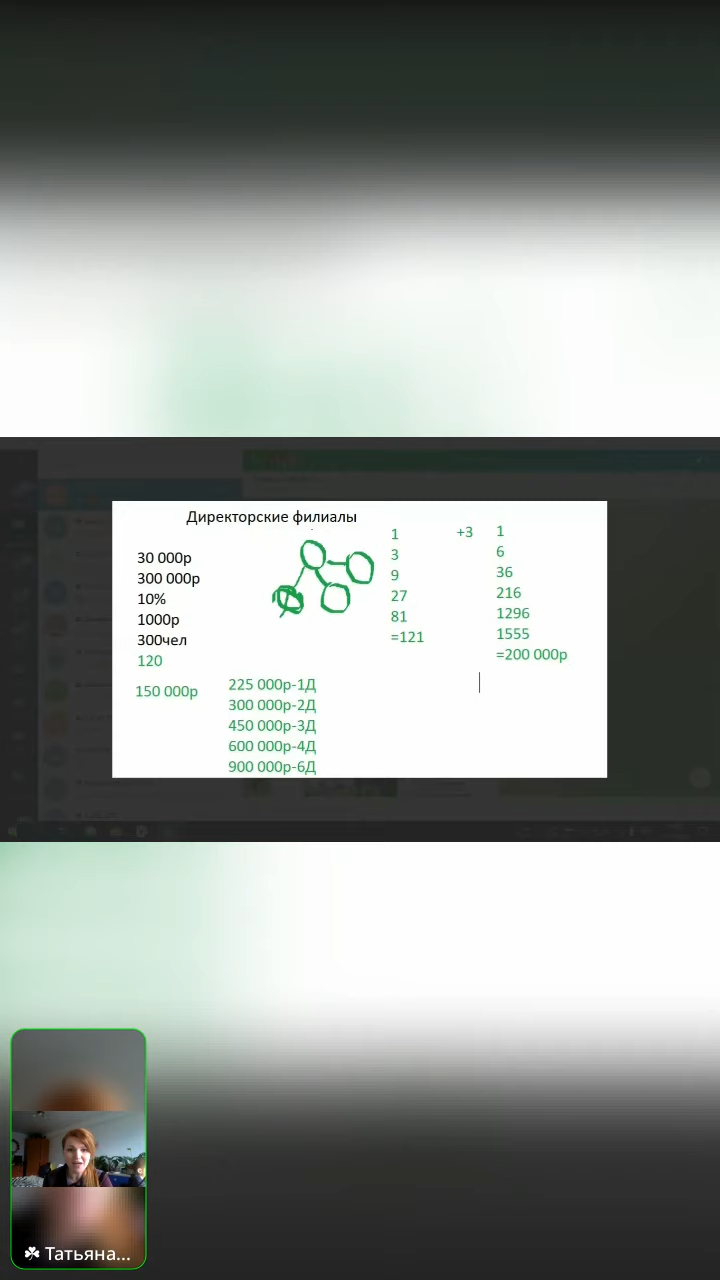 Директорские филиалы
30 000р
300 000р
10%
1000р
300чел
120
150 000р
225 000р-1Д
300 000р-2Д
450 000р-3Д
600 000р-4Д
900 000р-6Д
1
3
9
27
81
=121
+3
1
6
36
216
1296
1555
=200 000р
☘ Татьяна...